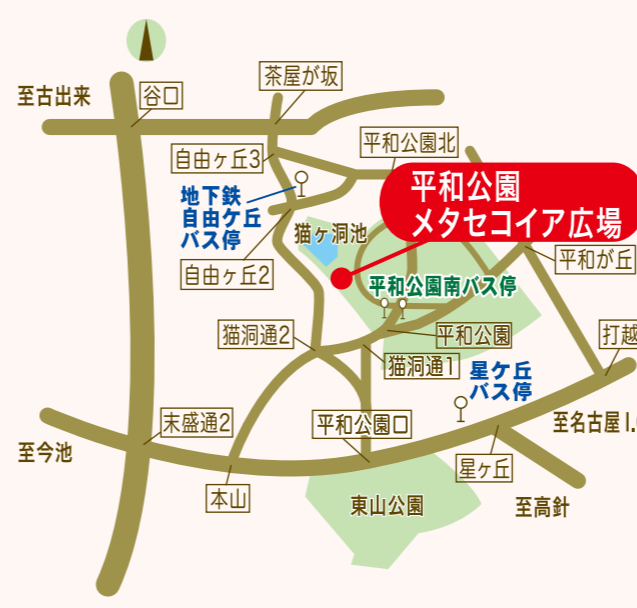 茶屋が坂
至古出来
谷口
平和公園北
自由ヶ丘3
平和公園
メタセコイア広場
地下鉄
自由ケ丘
バス停
猫ヶ洞池
平和が丘
自由ヶ丘2
平和公園南バス停
猫洞通2
平和公園
打越
猫洞通1
星ケ丘
バス停
末盛通2
平和公園口
至名古屋I.
至今池
星ヶ丘
本山
東山公園
至高針